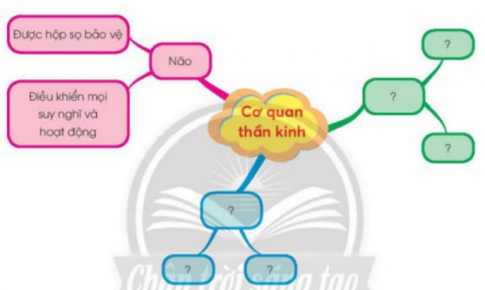 Được hộp sọ bảo vệ
Não
Điều khiển mọi
suy nghĩ và
hoạt động
Cơ quan
thần kinh
?
?
?
?
?
?
Chân trời sáng tạo